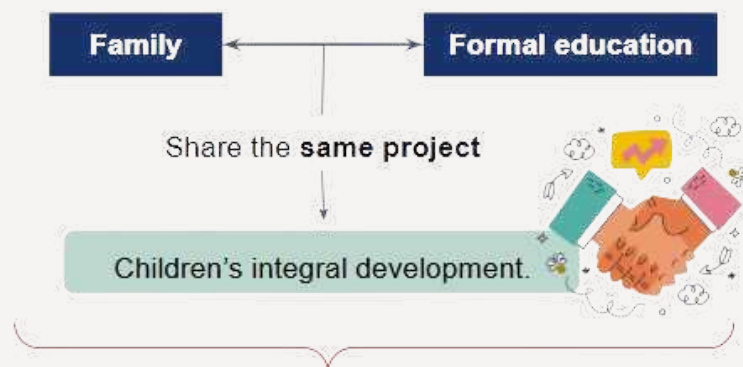 Family
Formal education
Share the same project
Children's integral development.